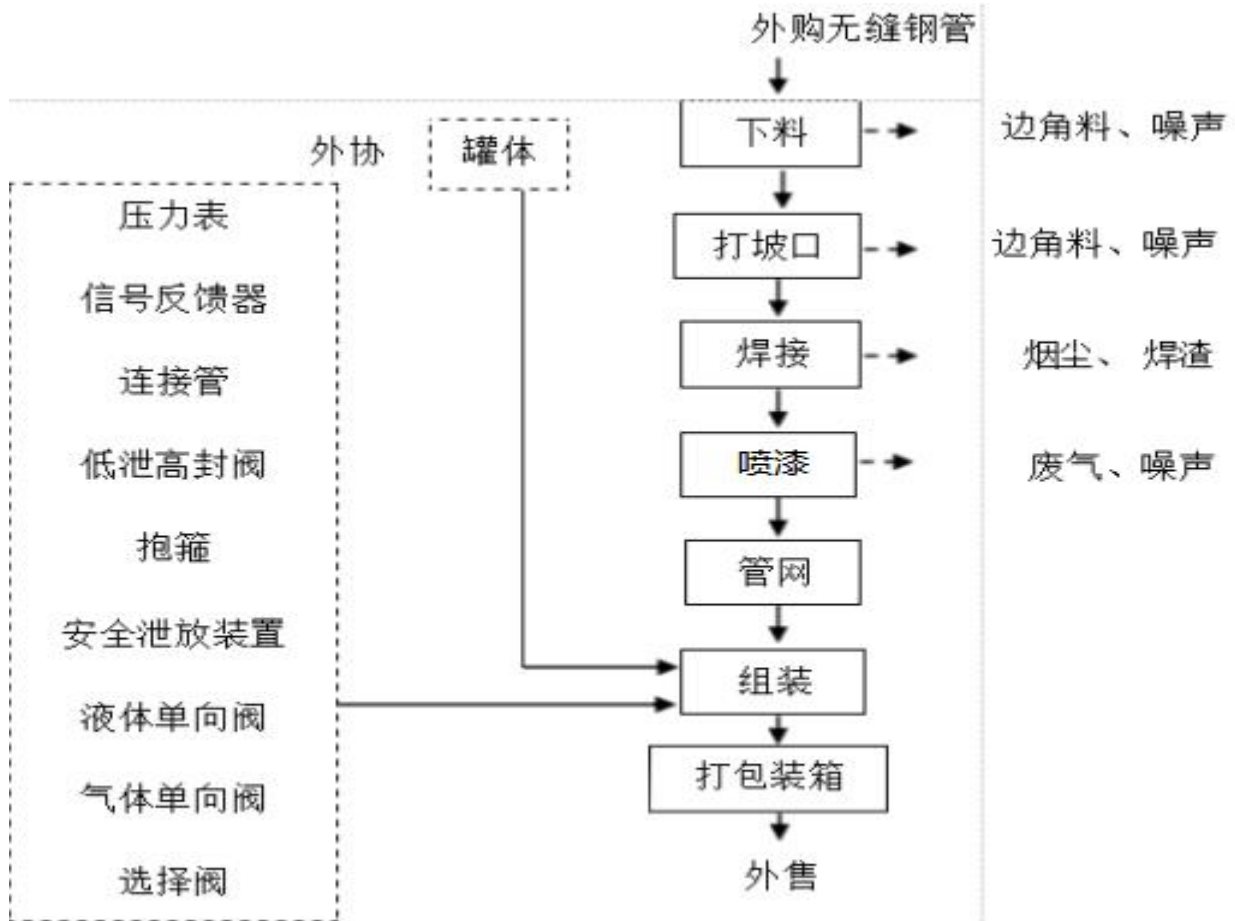 外购无缝钢管
下料
边角料、噪声
外协
罐体
压力表
信号反馈器
连接管
低泄高封阀
抱箍
安全泄放装置
液体单向阀
气体单向阀
选择阀
打坡口
边角料、噪声
焊接
烟尘、 焊渣
喷漆
废气、噪声
管网
组装
打包装箱
外售